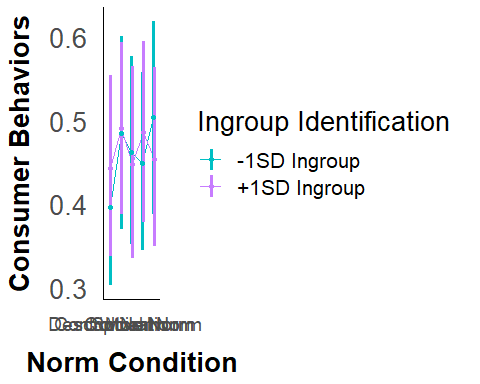 Consumer Behaviors
0.6
0.5
0.4
0.3
Norm Condition
Ingroup Identification
-1SD Ingroup
+1SD Ingroup